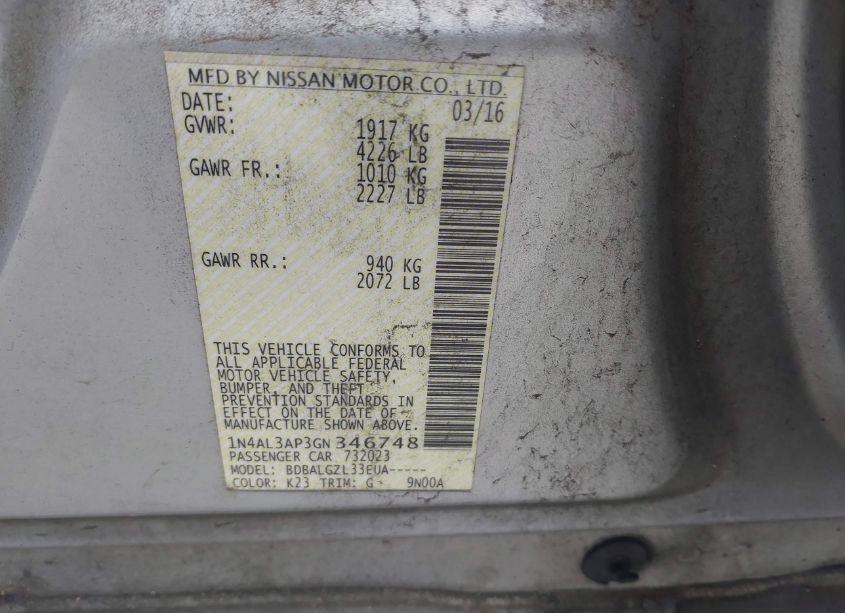 MFD BY NISSAN MOTOR CO., LTD.
DATE: 03/16
GVWR: 1917 KG
4226 LB
GAWR FR.: 1010 KG
2227 LB
GAWR RR.: 940 KG
2072 LB
THIS VEHICLE CONFORMS TO
ALL APPLICABLE FEDERAL
MOTOR VEHICLE SAFETY,
BUMPER, AND THEFT
PREVENTION STANDARDS IN
EFFECT ON THE DATE OF
MANUFACTURE SHOWN ABOVE.
1N4AL3AP3GN346748
PASSENGER CAR 732023
MODEL: BDBALGZL33EUA-----
COLOR: K23 TRIM: G - 9N00A